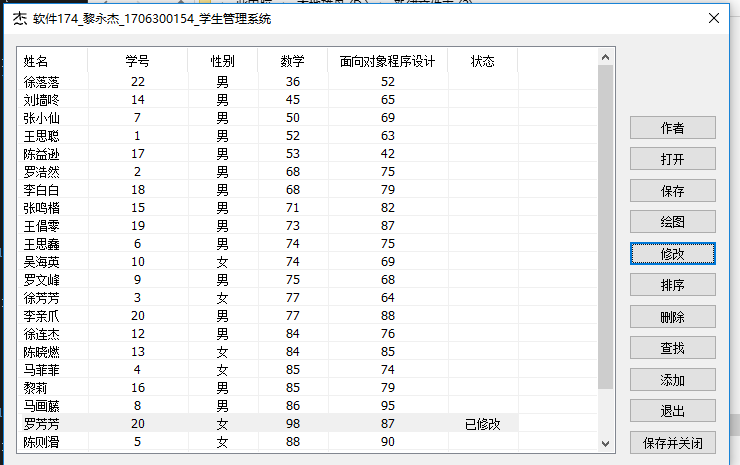 杰 软件174_黎永杰_1706300154_学生管理系统
姓名 学号 性别 数学 面向对象程序设计 状态
徐落落 22 男 36 52
刘墙咚 14 男 45 65
张小仙 7 男 50 69
王思聪 1 男 52 63
陈益逊 17 男 53 42
罗浩然 2 男 68 75
李白白 18 男 68 79
张鸣楷 15 男 71 82
王倡零 19 男 73 87
王思鑫 6 男 74 75
吴海英 10 女 74 69
罗文峰 9 男 75 68
徐芳芳 3 女 77 64
李亲爪 20 男 77 88
徐连杰 12 男 84 76
陈晓燃 13 女 84 85
马菲菲 4 女 85 74
黎莉 16 男 85 79
马画藤 8 男 86 95
罗芳芳 20 女 98 87 已修改
陈则滑 5 女 88 90
作者
打开
保存
绘图
修改
排序
删除
查找
添加
退出
保存并关闭